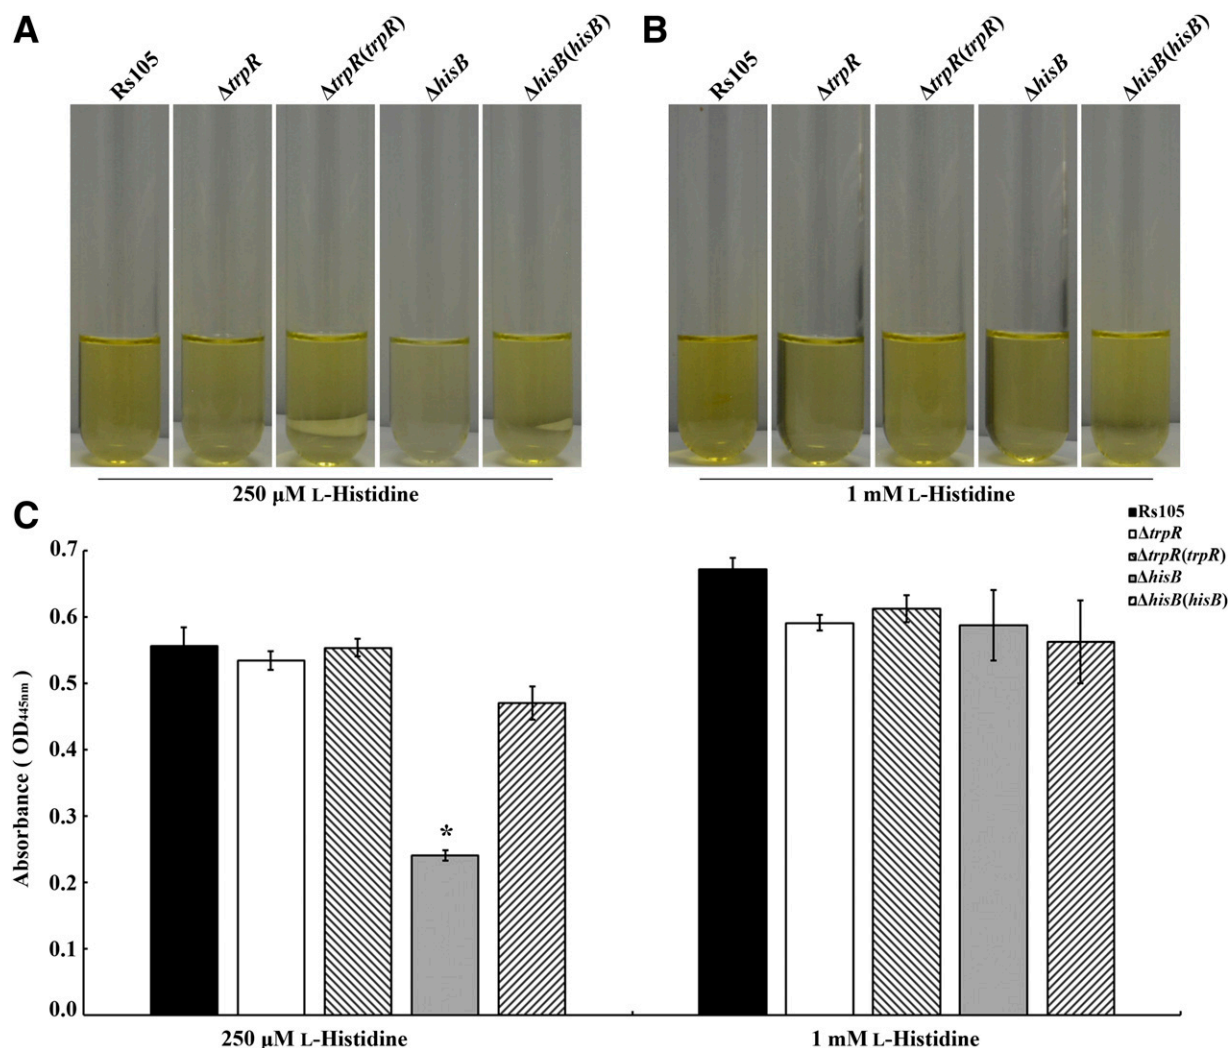 A
B
Rs105
ΔtrpR
ΔtrpR(trpR)
ΔhisB
ΔhisB(hisB)
Rs105
ΔtrpR
ΔtrpR(trpR)
ΔhisB
ΔhisB(hisB)
250 μM L-Histidine
1 mM L-Histidine
C
Rs105
ΔtrpR
ΔtrpR(trpR)
ΔhisB
ΔhisB(hisB)
Absorbance ( OD445nm )
0.7
0.6
0.5
0.4
0.3
0.2
0.1
0.0
*
250 μM L-Histidine
1 mM L-Histidine